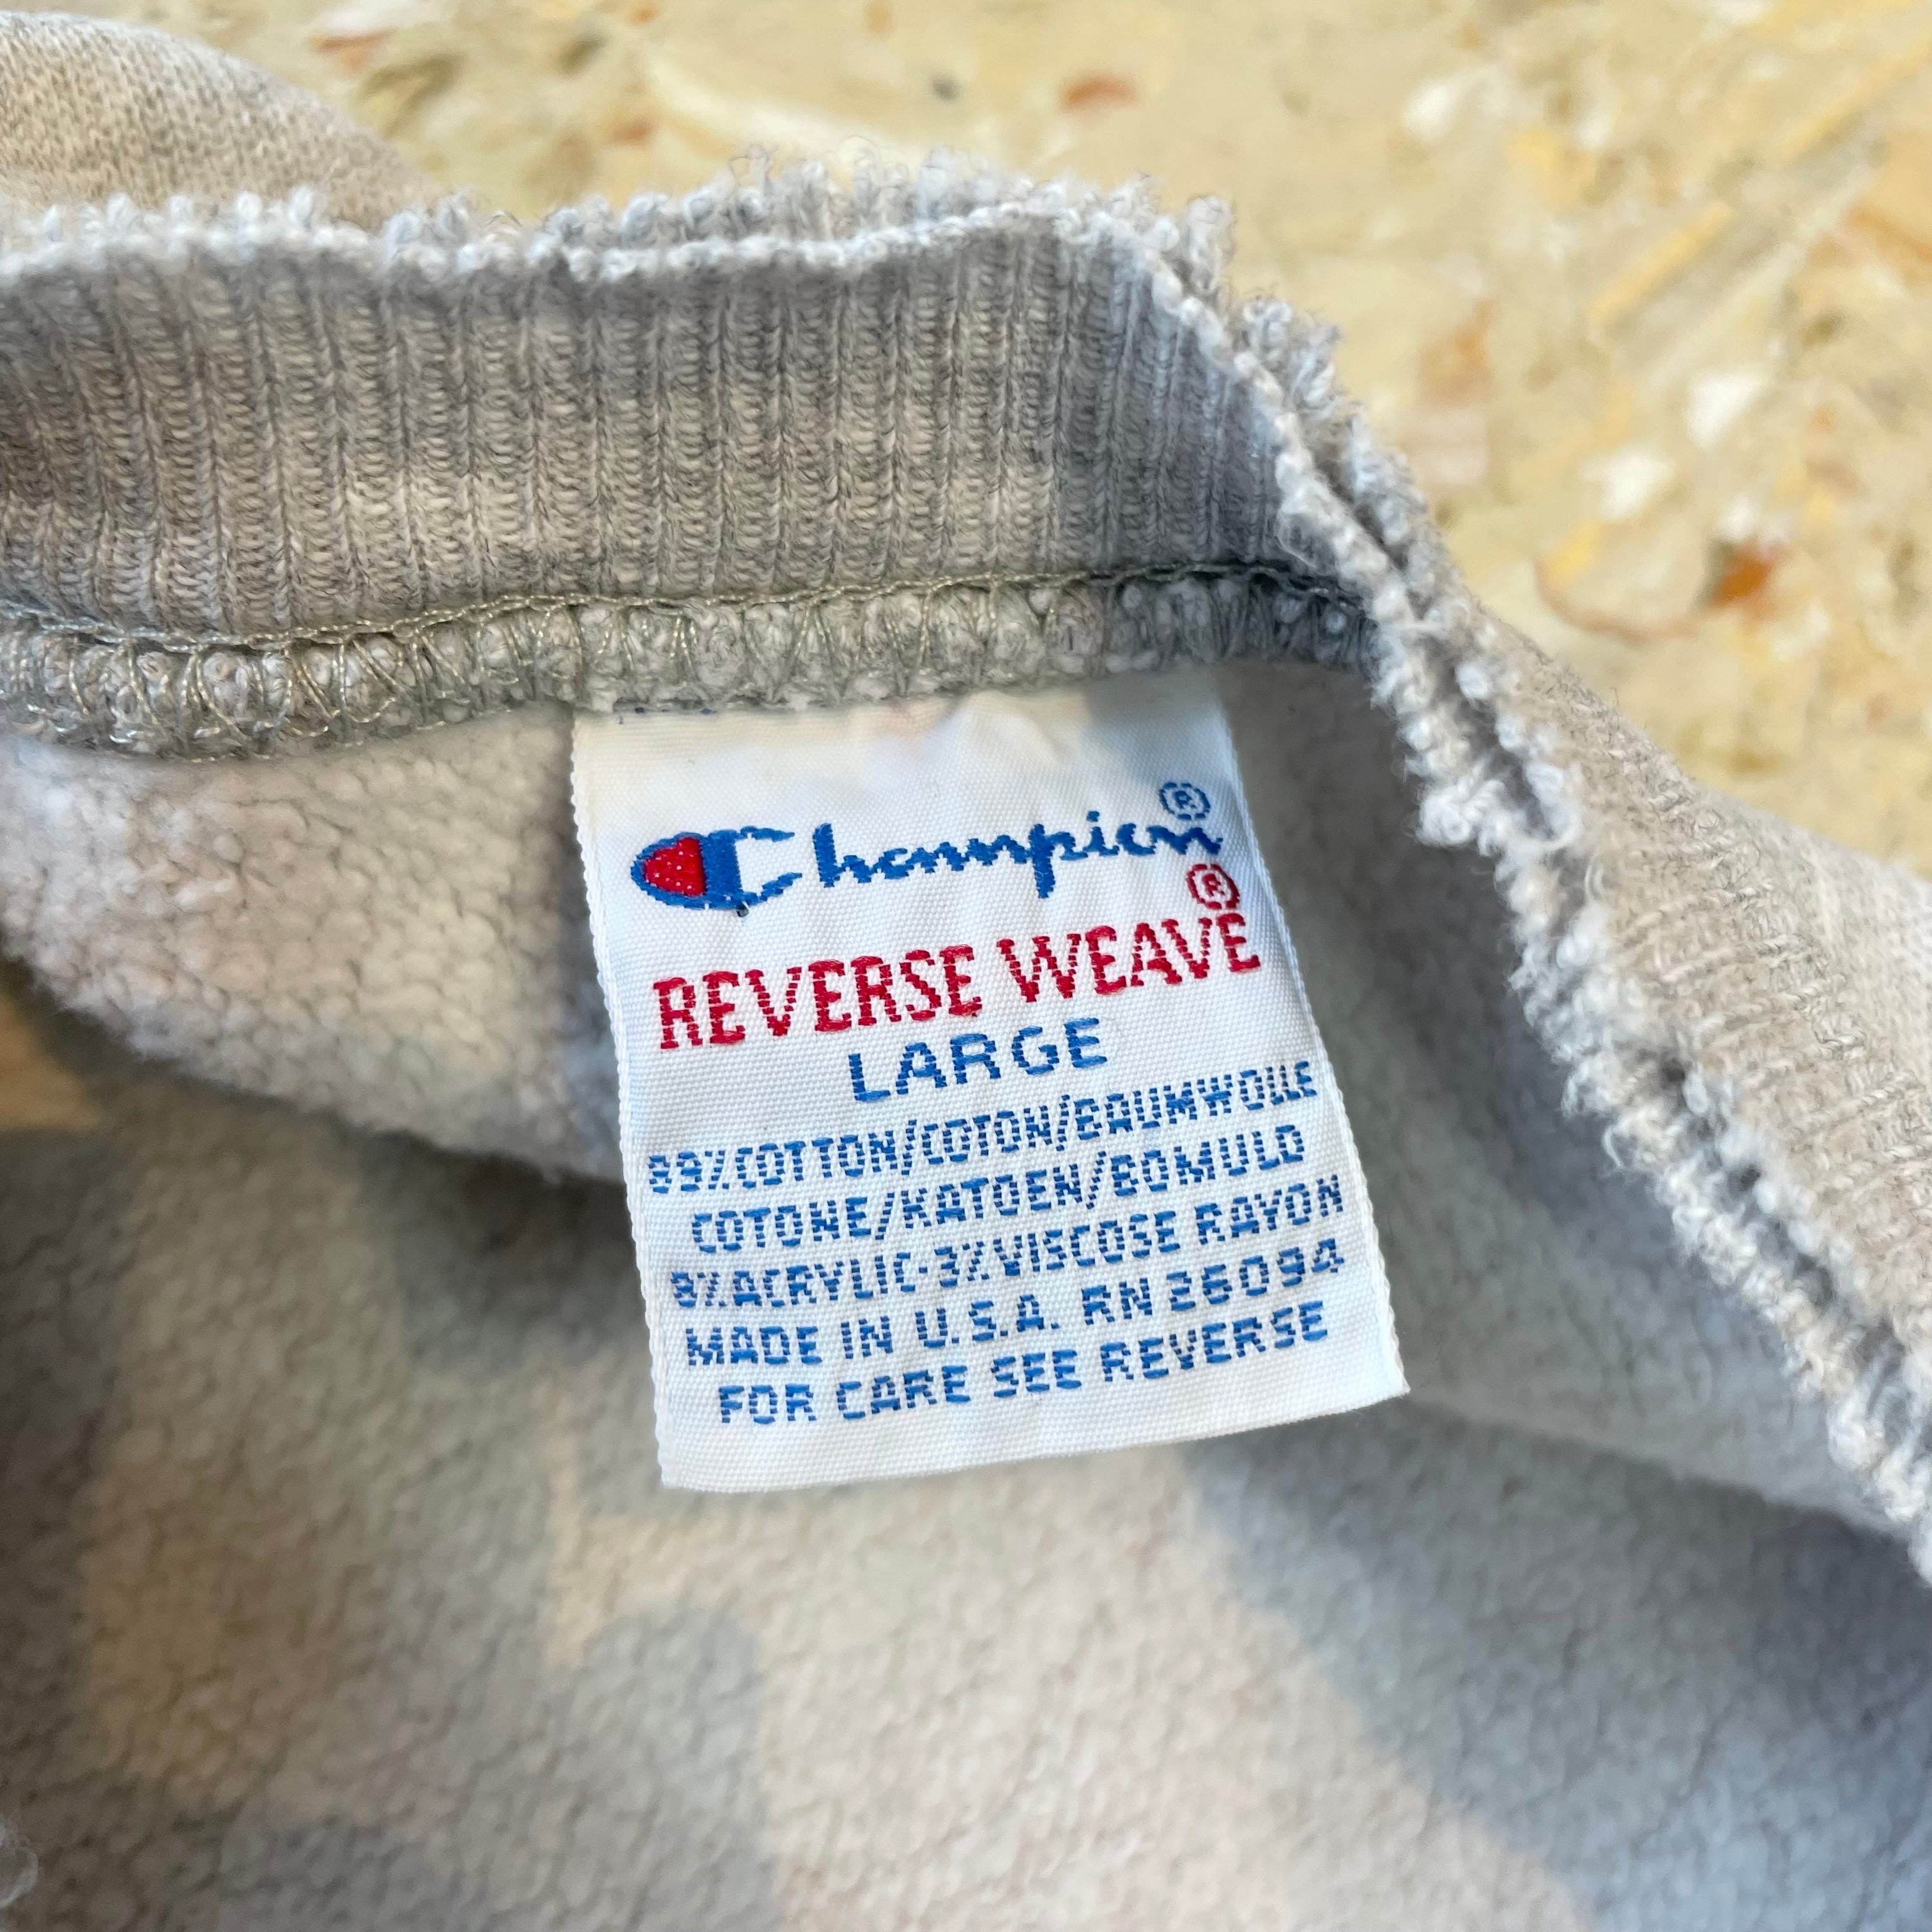 Champion®
REVERSE WEAVE®
LARGE
89%COTTON/COTON/BAUMWOLLE
COTONE/KATOEN/BOMULD
8%ACRYLIC·3%VISCOSE RAYON
MADE IN U.S.A. RN 26094
FOR CARE SEE REVERSE